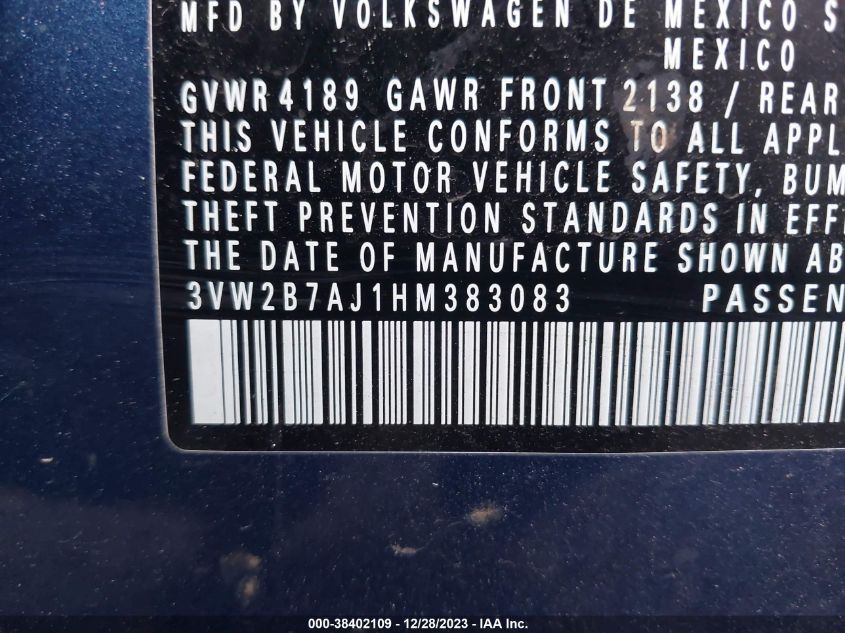 MFD BY VOLKSWAGEN DE MEXICO S
MEXICO
GVWR 4189 GAWR FRONT 2138 / REAR
THIS VEHICLE CONFORMS TO ALL APPL
FEDERAL MOTOR VEHICLE SAFETY, BUM
THEFT PREVENTION STANDARDS IN EFF
THE DATE OF MANUFACTURE SHOWN AB
3VW2B7AJ1HM383083 PASSEN
000-38402109 - 12/28/2023 - IAA Inc.